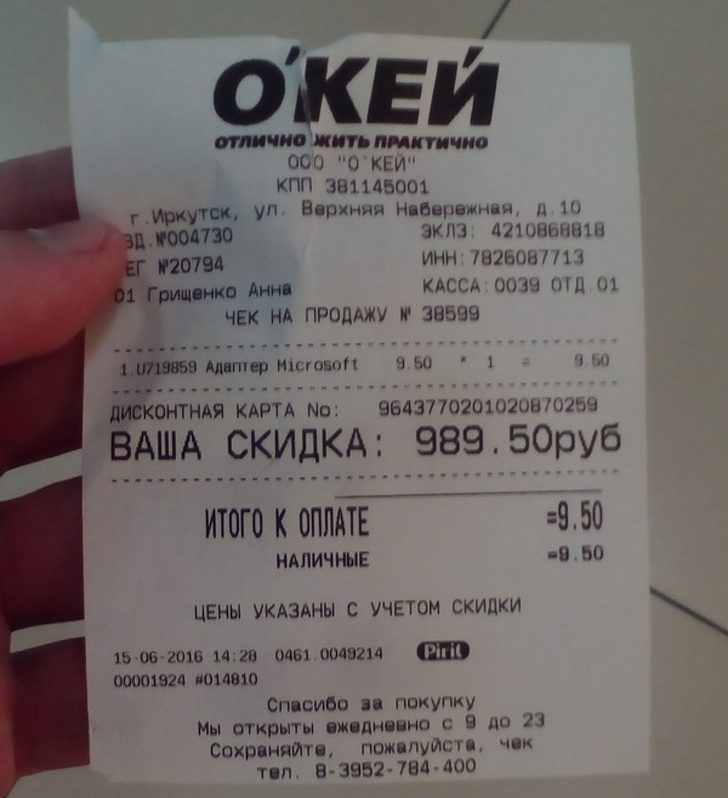 О'КЕЙ
ОТЛИЧНО ЖИТЬ ПРАКТИЧНО
ООО "О'КЕЙ"
КПП 381145001
г.Иркутск, ул. Верхняя Набережная, д.10
ЗД.№004730 ЭКЛЗ: 4210868818
ЕГ №20794 ИНН:7826087713
01 Грищенко Анна КАССА:0039 ОТД.01
ЧЕК НА ПРОДАЖУ № 38599
1.U719859 Адаптер Microsoft 9.50 * 1 = 9.50
ДИСКОНТНАЯ КАРТА No: 9643770201020870259
ВАША СКИДКА: 989.50руб
ИТОГО К ОПЛАТЕ =9.50
НАЛИЧНЫЕ =9.50
ЦЕНЫ УКАЗАНЫ С УЧЕТОМ СКИДКИ
15-06-2016 14:28 0461.0049214 Pirit
00001924 #014810
Спасибо за покупку
Мы открыты ежедневно с 9 до 23
Сохраняйте, пожалуйста, чек
тел. 8-3952-784-400